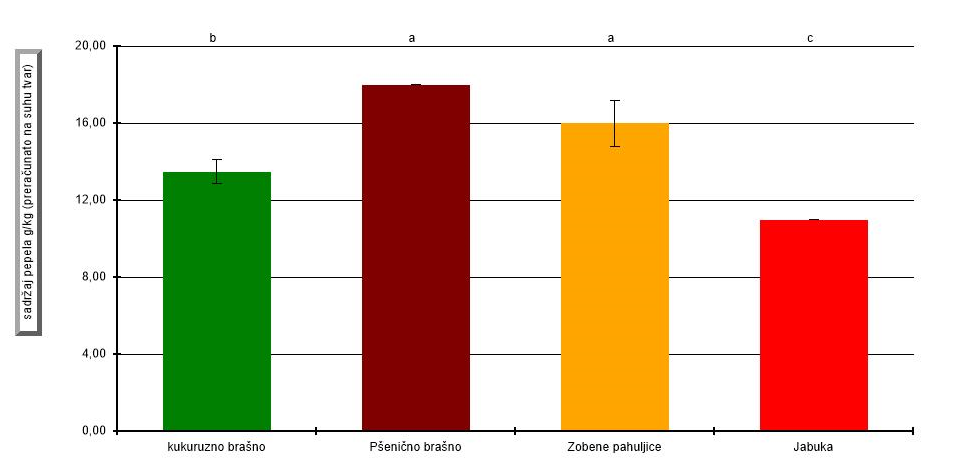 b a a c
20,00
16,00
12,00
8,00
4,00
0,00
sadržaj pepela g/kg (preračunato na suhu tvar)
kukuruzno brašno Pšenično brašno Zobene pahuljice Jabuka